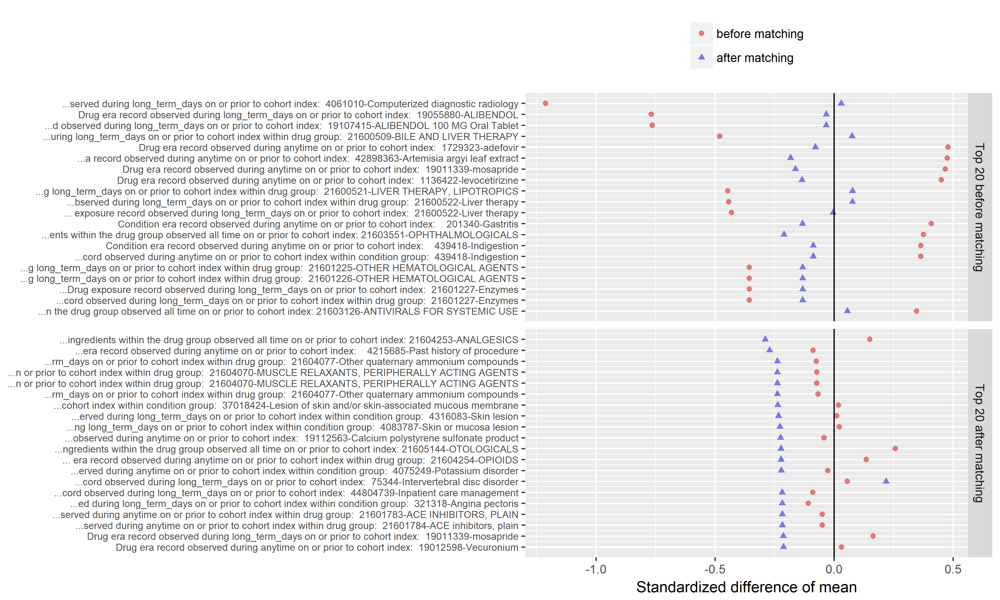 before matching
after matching
...served during long_term_days on or prior to cohort index:  4061010-Computerized diagnostic radiology
Drug era record observed during long_term_days on or prior to cohort index:  19055880-ALIBENDOL
...d observed during long_term_days on or prior to cohort index:  19107415-ALIBENDOL 100 MG Oral Tablet
...uring long_term_days on or prior to cohort index within drug group:  21600509-BILE AND LIVER THERAPY
Drug era record observed during anytime on or prior to cohort index:  1729323-adefovir
...a record observed during anytime on or prior to cohort index:  42898363-Artemisia argyi leaf extract
Drug era record observed during anytime on or prior to cohort index:  19011339-mosapride
Drug era record observed during anytime on or prior to cohort index:  1136422-levocetirizine
...g long_term_days on or prior to cohort index within drug group:  21600521-LIVER THERAPY, LIPOTROPICS
...bserved during long_term_days on or prior to cohort index within drug group:  21600522-Liver therapy
... exposure record observed during long_term_days on or prior to cohort index:  21600522-Liver therapy
Condition era record observed during anytime on or prior to cohort index:    201340-Gastritis
...ents within the drug group observed all time on or prior to cohort index: 21603551-OPHTHALMOLOGICALS
Condition era record observed during anytime on or prior to cohort index:    439418-Indigestion
...cord observed during anytime on or prior to cohort index within condition group:  439418-Indigestion
...g long_term_days on or prior to cohort index within drug group:  21601225-OTHER HEMATOLOGICAL AGENTS
...g long_term_days on or prior to cohort index within drug group:  21601226-OTHER HEMATOLOGICAL AGENTS
...Drug exposure record observed during long_term_days on or prior to cohort index:  21601227-Enzymes
...cord observed during long_term_days on or prior to cohort index within drug group:  21601227-Enzymes
...n the drug group observed all time on or prior to cohort index: 21603126-ANTIVIRALS FOR SYSTEMIC USE
Top 20 before matching
...ingredients within the drug group observed all time on or prior to cohort index: 21604253-ANALGESICS
...era record observed during anytime on or prior to cohort index:    4215685-Past history of procedure
...rm_days on or prior to cohort index within drug group:  21604077-Other quaternary ammonium compounds
...n or prior to cohort index within drug group:  21604070-MUSCLE RELAXANTS, PERIPHERALLY ACTING AGENTS
...n or prior to cohort index within drug group:  21604070-MUSCLE RELAXANTS, PERIPHERALLY ACTING AGENTS
...rm_days on or prior to cohort index within drug group:  21604077-Other quaternary ammonium compounds
...cohort index within condition group:  37018424-Lesion of skin and/or skin-associated mucous membrane
...erved during long_term_days on or prior to cohort index within condition group:  4316083-Skin lesion
...ng long_term_days on or prior to cohort index within condition group:  4083787-Skin or mucosa lesion
...observed during anytime on or prior to cohort index:  19112563-Calcium polystyrene sulfonate product
...ngredients within the drug group observed all time on or prior to cohort index: 21605144-OTOLOGICALS
... era record observed during anytime on or prior to cohort index within drug group:  21604254-OPIOIDS
...erved during anytime on or prior to cohort index within condition group:  4075249-Potassium disorder
...cord observed during long_term_days on or prior to cohort index:  75344-Intervertebral disc disorder
...cord observed during long_term_days on or prior to cohort index:  44804739-Inpatient care management
...ed during long_term_days on or prior to cohort index within condition group:  321318-Angina pectoris
...served during anytime on or prior to cohort index within drug group:  21601783-ACE INHIBITORS, PLAIN
...served during anytime on or prior to cohort index within drug group:  21601784-ACE inhibitors, plain
Drug era record observed during long_term_days on or prior to cohort index:  19011339-mosapride
Drug era record observed during anytime on or prior to cohort index:  19012598-Vecuronium
Top 20 after matching
-1.0 -0.5 0.0 0.5
Standardized difference of mean